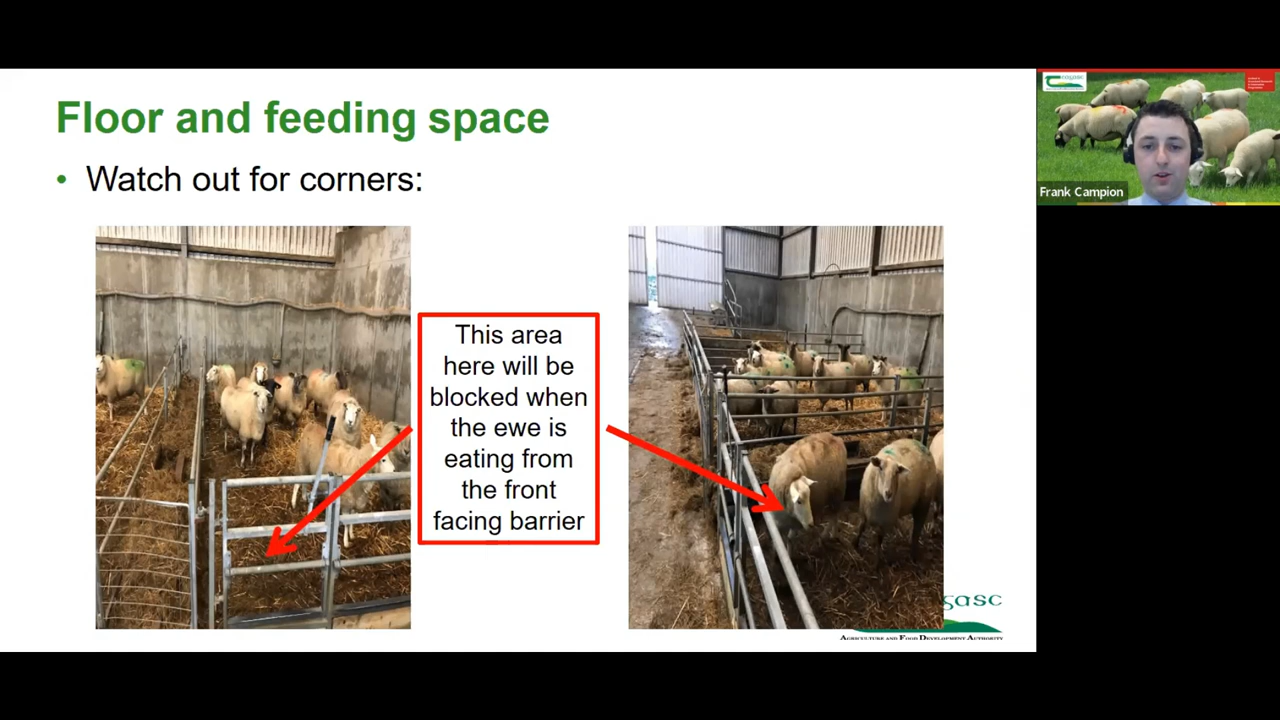 Floor and feeding space
• Watch out for corners:
This area
here will be
blocked when
the ewe is
eating from
the front
facing barrier
AGRICULTURE AND FOOD DEVELOPMENT AUTHORITY
Frank Campion